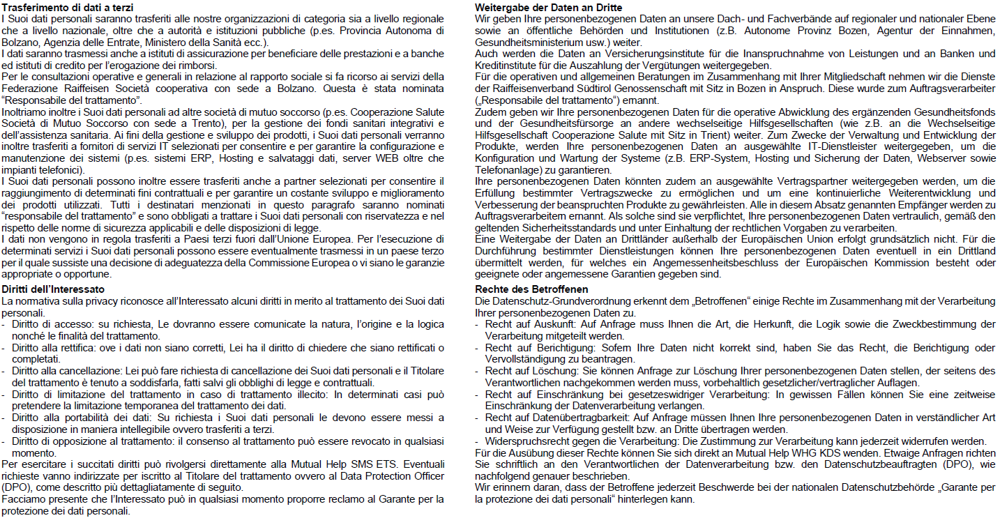 Trasferimento di dati a terzi
I Suoi dati personali saranno trasferiti alle nostre organizzazioni di categoria sia a livello regionale
che a livello nazionale, oltre che a autorità e istituzioni pubbliche (p.es. Provincia Autonoma di
Bolzano, Agenzia delle Entrate, Ministero della Sanità ecc.).
I dati saranno trasmessi anche a istituti di assicurazione per beneficiare delle prestazioni e a banche
ed istituti di credito per l’erogazione dei rimborsi.
Per le consultazioni operative e generali in relazione al rapporto sociale si fa ricorso ai servizi della
Federazione Raiffeisen Società cooperativa con sede a Bolzano. Questa è stata nominata
“Responsabile del trattamento”.
Inoltriamo inoltre i Suoi dati personali ad altre società di mutuo soccorso (p.es. Cooperazione Salute
Società di Mutuo Soccorso con sede a Trento), per la gestione dei fondi sanitari integrativi e
dell’assistenza sanitaria. Ai fini della gestione e sviluppo dei prodotti, i Suoi dati personali verranno
inoltre trasferiti a fornitori di servizi IT selezionati per consentire e per garantire la configurazione e
manutenzione dei sistemi (p.es. sistemi ERP, Hosting e salvataggi dati, server WEB oltre che
impianti telefonici).
I Suoi dati personali possono inoltre essere trasferiti anche a partner selezionati per consentire il
raggiungimento di determinati fini contrattuali e per garantire un costante sviluppo e miglioramento
dei prodotti utilizzati. Tutti i destinatari menzionati in questo paragrafo saranno nominati
“responsabile del trattamento” e sono obbligati a trattare i Suoi dati personali con riservatezza e nel
rispetto delle norme di sicurezza applicabili e delle disposizioni di legge.
I dati non vengono in regola trasferiti a Paesi terzi fuori dall’Unione Europea. Per l’esecuzione di
determinati servizi i Suoi dati personali possono essere eventualmente trasmessi in un paese terzo
per il quale sussiste una decisione di adeguatezza della Commissione Europea o vi siano le garanzie
appropriate o opportune.
Diritti dell’Interessato
La normativa sulla privacy riconosce all’Interessato alcuni diritti in merito al trattamento dei Suoi dati
personali.
- Diritto di accesso: su richiesta, Le dovranno essere comunicate la natura, l’origine e la logica
nonché le finalità del trattamento.
- Diritto alla rettifica: ove i dati non siano corretti, Lei ha il diritto di chiedere che siano rettificati o
completati.
- Diritto alla cancellazione: Lei può fare richiesta di cancellazione dei Suoi dati personali e il Titolare
del trattamento è tenuto a soddisfarla, fatti salvi gli obblighi di legge e contrattuali.
- Diritto di limitazione del trattamento in caso di trattamento illecito: In determinati casi può
pretendere la limitazione temporanea del trattamento dei dati.
- Diritto alla portabilità dei dati: Su richiesta i Suoi dati personali le devono essere messi a
disposizione in maniera intellegibile ovvero trasferiti a terzi.
- Diritto di opposizione al trattamento: il consenso al trattamento può essere revocato in qualsiasi
momento.
Per esercitare i succitati diritti può rivolgersi direttamente alla Mutual Help SMS ETS. Eventuali
richieste vanno indirizzate per iscritto al Titolare del trattamento ovvero al Data Protection Officer
(DPO), come descritto più dettagliatamente di seguito.
Facciamo presente che l’Interessato può in qualsiasi momento proporre reclamo al Garante per la
protezione dei dati personali.
Weitergabe der Daten an Dritte
Wir geben Ihre personenbezogenen Daten an unsere Dach- und Fachverbände auf regionaler und nationaler Ebene
sowie an öffentliche Behörden und Institutionen (z.B. Autonome Provinz Bozen, Agentur der Einnahmen,
Gesundheitsministerium usw.) weiter.
Auch werden die Daten an Versicherungsinstitute für die Inanspruchnahme von Leistungen und an Banken und
Kreditinstitute für die Auszahlung der Vergütungen weitergegeben.
Für die operativen und allgemeinen Beratungen im Zusammenhang mit Ihrer Mitgliedschaft nehmen wir die Dienste
der Raiffeisenverband Südtirol Genossenschaft mit Sitz in Bozen in Anspruch. Diese wurde zum Auftragsverarbeiter
(„Responsabile del trattamento“) ernannt.
Zudem geben wir Ihre personenbezogenen Daten für die operative Abwicklung des ergänzenden Gesundheitsfonds
und der Gesundheitsfürsorge an andere wechselseitige Hilfsgesellschaften (wie z.B. an die Wechselseitige
Hilfsgesellschaft Cooperazione Salute mit Sitz in Trient) weiter. Zum Zwecke der Verwaltung und Entwicklung der
Produkte, werden Ihre personenbezogenen Daten an ausgewählte IT-Dienstleister weitergegeben, um die
Konfiguration und Wartung der Systeme (z.B. ERP-System, Hosting und Sicherung der Daten, Webserver sowie
Telefonanlage) zu garantieren.
Ihre personenbezogenen Daten könnten zudem an ausgewählte Vertragspartner weitergegeben werden, um die
Erfüllung bestimmter Vertragszwecke zu ermöglichen und um eine kontinuierliche Weiterentwicklung und
Verbesserung der beanspruchten Produkte zu gewährleisten. Alle in diesem Absatz genannten Empfänger werden zu
Auftragsverarbeitern ernannt. Als solche sind sie verpflichtet, Ihre personenbezogenen Daten vertraulich, gemäß den
geltenden Sicherheitsstandards und unter Einhaltung der rechtlichen Vorgaben zu verarbeiten.
Eine Weitergabe der Daten an Drittländer außerhalb der Europäischen Union erfolgt grundsätzlich nicht. Für die
Durchführung bestimmter Dienstleistungen können Ihre personenbezogenen Daten eventuell in ein Drittland
übermittelt werden, für welches ein Angemessenheitsbeschluss der Europäischen Kommission besteht oder
geeignete oder angemessene Garantien gegeben sind.
Rechte des Betroffenen
Die Datenschutz-Grundverordnung erkennt dem „Betroffenen“ einige Rechte im Zusammenhang mit der Verarbeitung
Ihrer personenbezogenen Daten zu.
- Recht auf Auskunft: Auf Anfrage muss Ihnen die Art, die Herkunft, die Logik sowie die Zweckbestimmung der
Verarbeitung mitgeteilt werden.
- Recht auf Berichtigung: Sofern Ihre Daten nicht korrekt sind, haben Sie das Recht, die Berichtigung oder
Vervollständigung zu beantragen.
- Recht auf Löschung: Sie können Anfrage zur Löschung Ihrer personenbezogenen Daten stellen, der seitens des
Verantwortlichen nachgekommen werden muss, vorbehaltlich gesetzlicher/vertraglicher Auflagen.
- Recht auf Einschränkung bei gesetzeswidriger Verarbeitung: In gewissen Fällen können Sie eine zeitweise
Einschränkung der Datenverarbeitung verlangen.
- Recht auf Datenübertragbarkeit: Auf Anfrage müssen Ihnen Ihre personenbezogenen Daten in verständlicher Art
und Weise zur Verfügung gestellt bzw. an Dritte übertragen werden.
- Widerspruchsrecht gegen die Verarbeitung: Die Zustimmung zur Verarbeitung kann jederzeit widerrufen werden.
Für die Ausübung dieser Rechte können Sie sich direkt an Mutual Help WHG KDS wenden. Etwaige Anfragen richten
Sie schriftlich an den Verantwortlichen der Datenverarbeitung bzw. den Datenschutzbeauftragten (DPO), wie
nachfolgend genauer beschrieben.
Wir erinnern daran, dass der Betroffene jederzeit Beschwerde bei der nationalen Datenschutzbehörde „Garante per
la protezione dei dati personali“ hinterlegen kann.